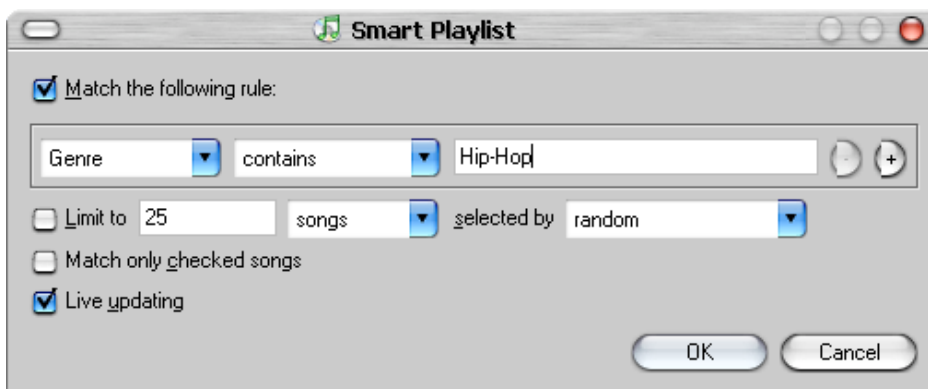 Smart Playlist
Match the following rule:
Genre contains Hip-Hop - +
Limit to 25 songs selected by random
Match only checked songs
Live updating
OK Cancel